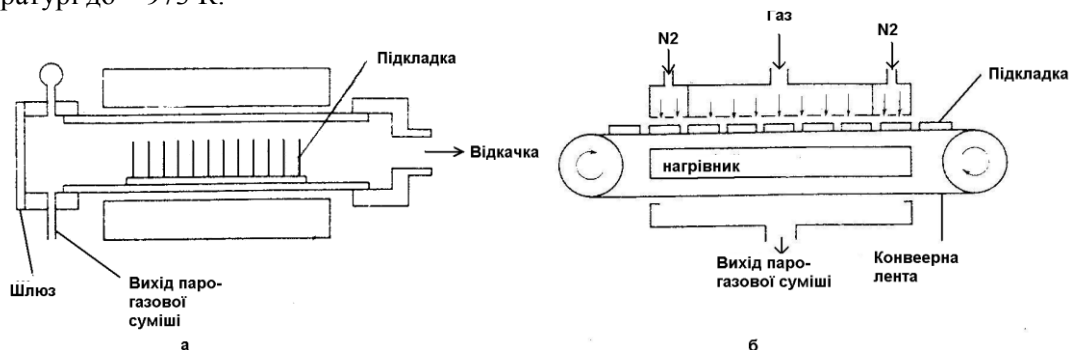 ратурі до ~ 973 К.
Підкладка
Відкачка
Шлюз
Вихід паро-
газової
суміші
а
Газ
N2
N2
Підкладка
нагрівник
Вихід паро-
газової суміші
Конвеерна
лента
б